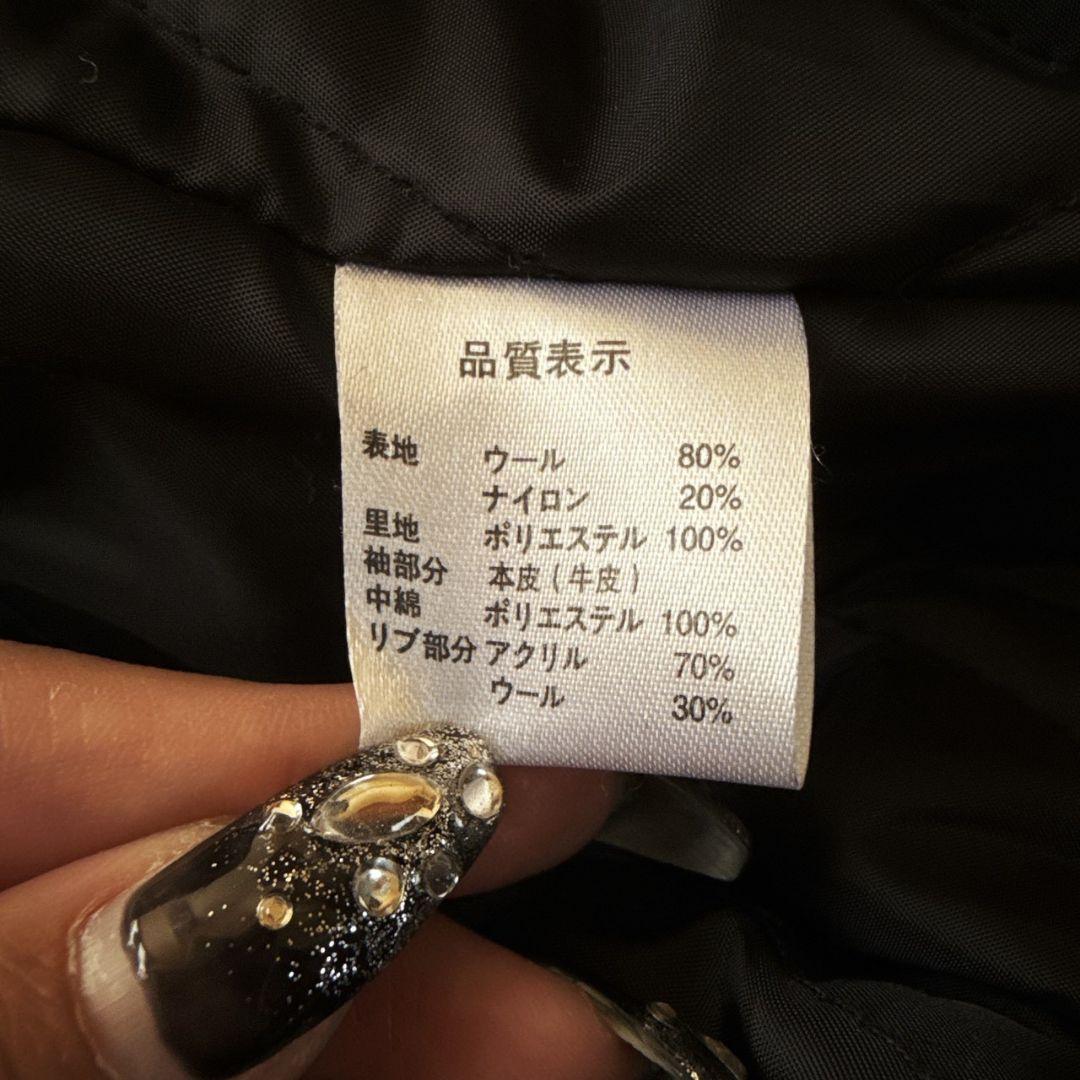 品質表示
表地 ウール 80%
ナイロン 20%
里地 ポリエステル 100%
袖部分 本皮(牛皮)
中綿 ポリエステル 100%
リブ部分 アクリル 70%
ウール 30%